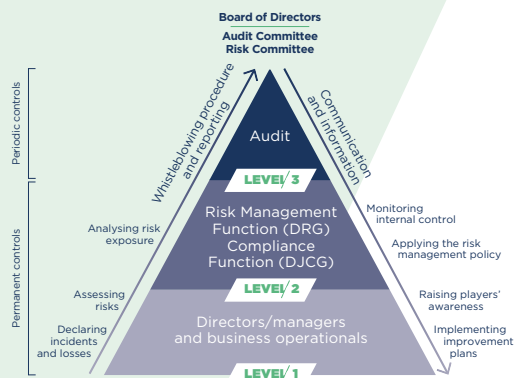 Board of Directors
Audit Committee
Risk Committee
Periodic controls
Whistleblowing procedure
and reporting
Communication
and information
Audit
LEVEL/3
Permanent controls
Risk Management
Function (DRG)
Compliance
Function (DJCG)
LEVEL/2
Directors/managers
and business operationals
LEVEL/1
Analysing risk
exposure
Assessing
risks
Declaring
incidents
and losses
Monitoring
internal control
Applying the risk
management policy
Raising players’
awareness
Implementing
improvement
plans